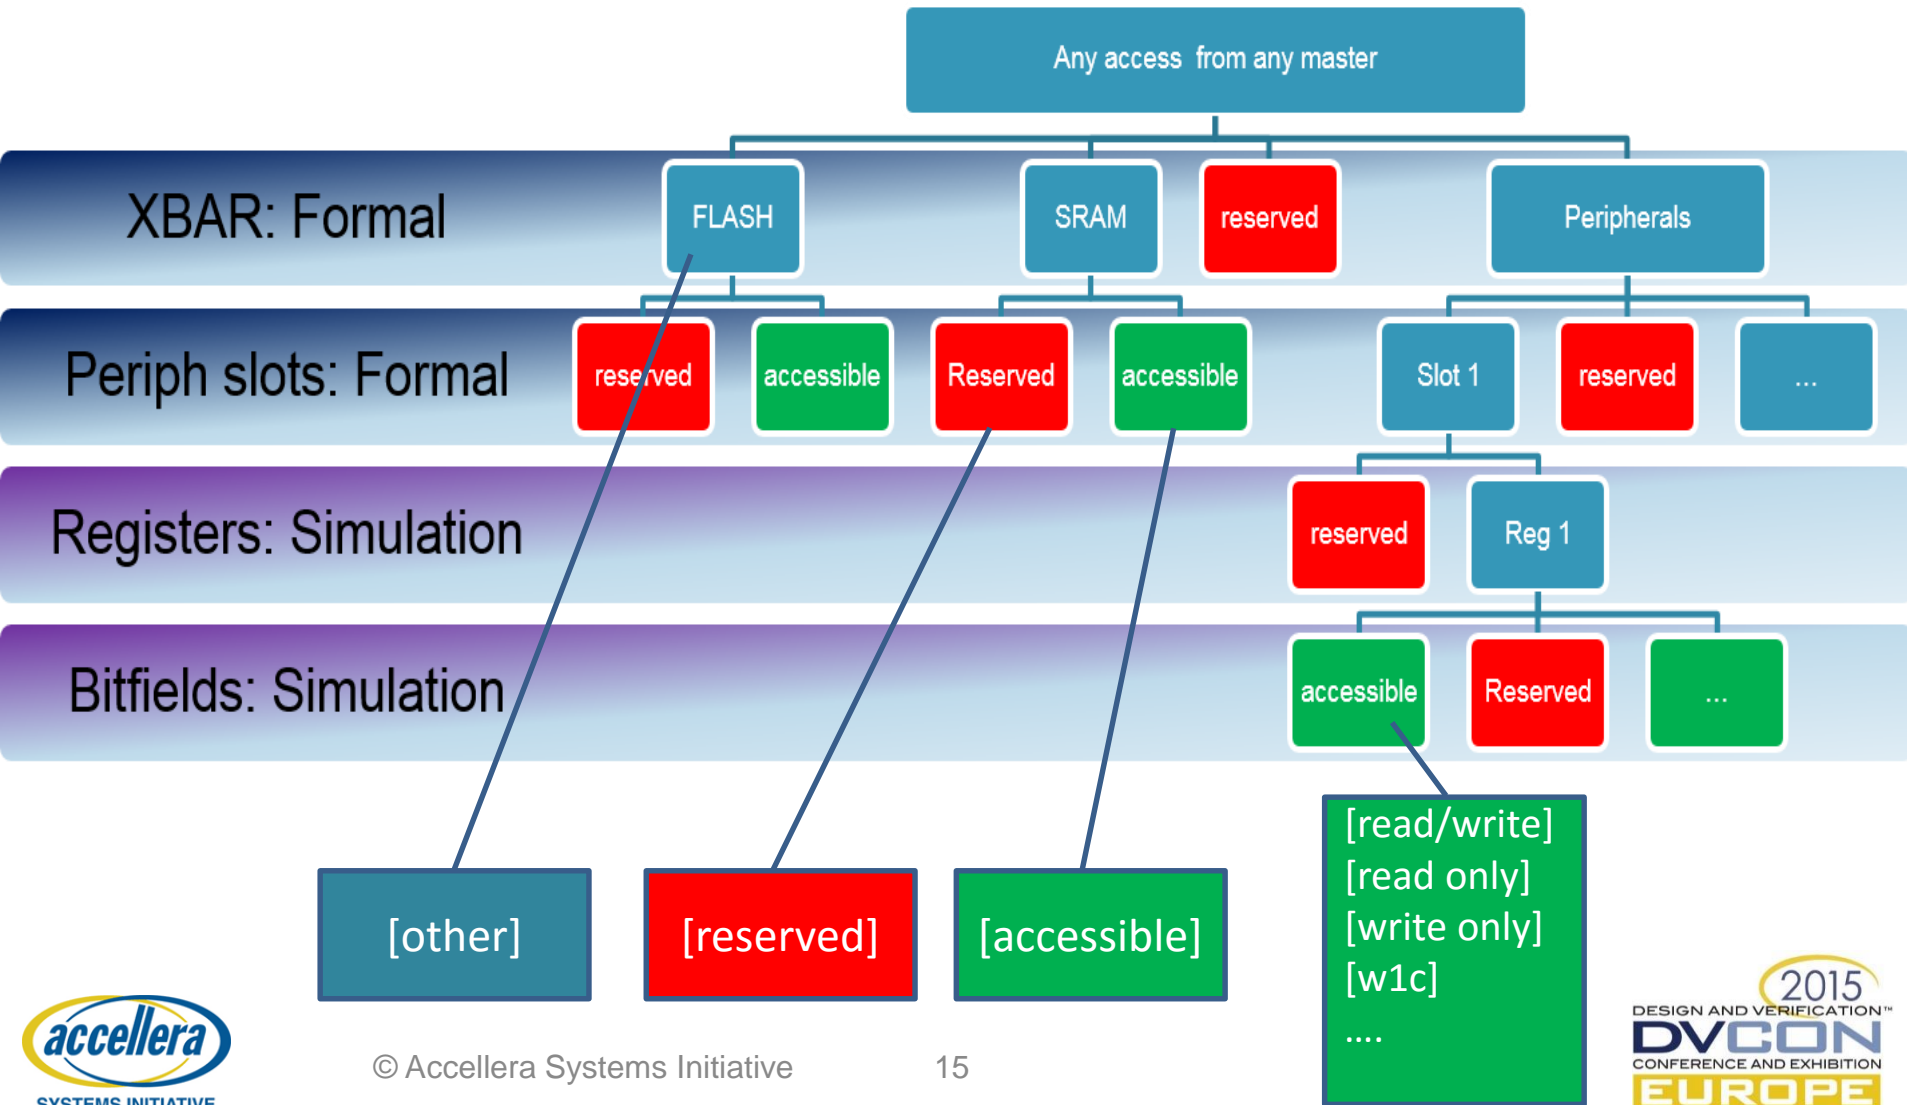 Any access from any master
XBAR: Formal
FLASH
SRAM
reserved
Peripherals
Periph slots: Formal
reserved
accessible
Reserved
accessible
Slot 1
reserved
...
Registers: Simulation
reserved
Reg 1
Bitfields: Simulation
accessible
Reserved
...
[other]
[reserved]
[accessible]
[read/write]
[read only]
[write only]
[w1c]
....
accellera
SYSTEMS INITIATIVE
© Accellera Systems Initiative
15
2015
DESIGN AND VERIFICATION™
DVCON
CONFERENCE AND EXHIBITION
EUROPE